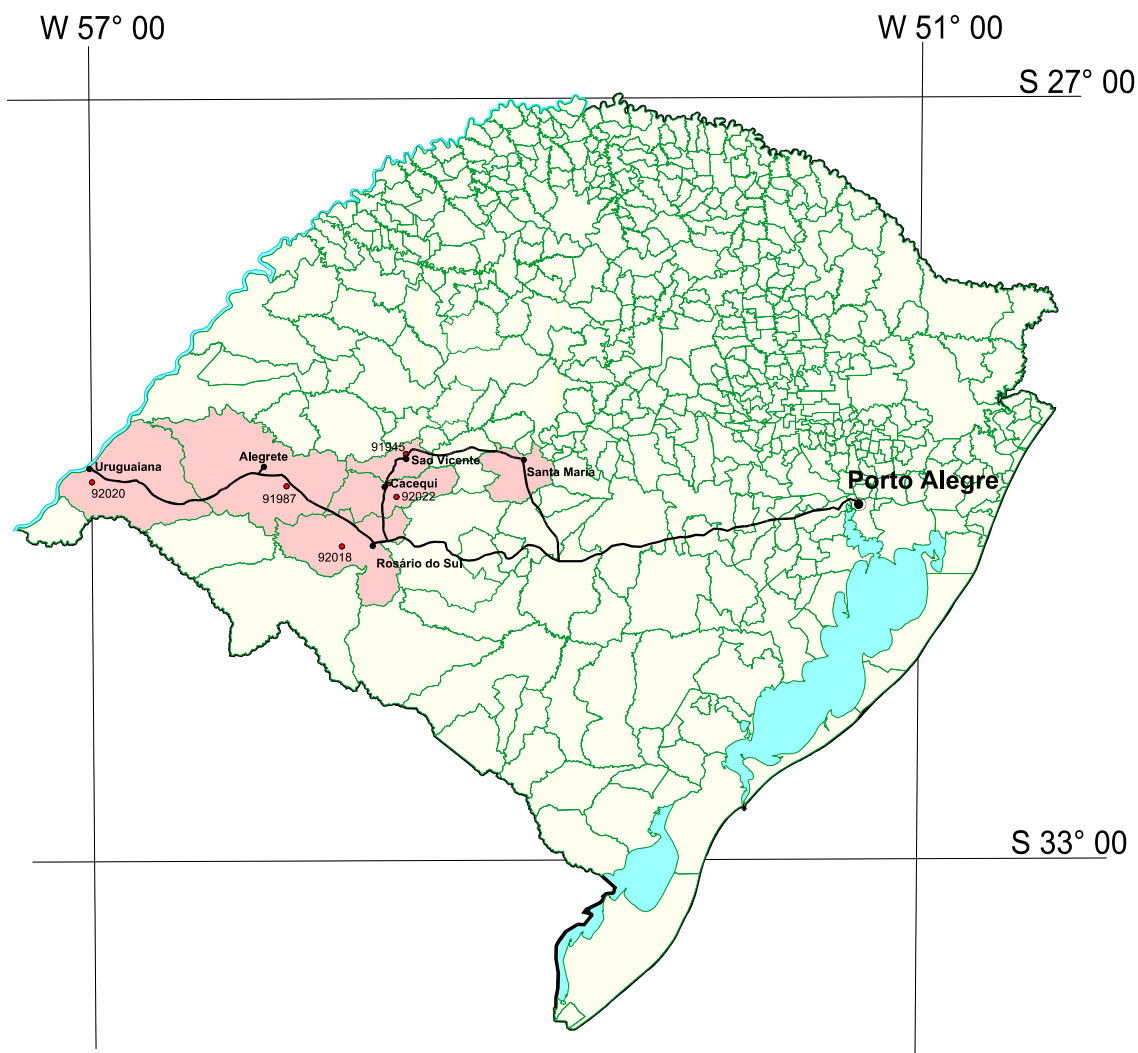 W 57° 00
W 51° 00
S 27° 00
91945
Alegrete
Sao Vicente
Uruguaiana
Santa Maria
Cacequi
Porto Alegre
92020
91987
92022
92018
Rosário do Sul
S 33° 00